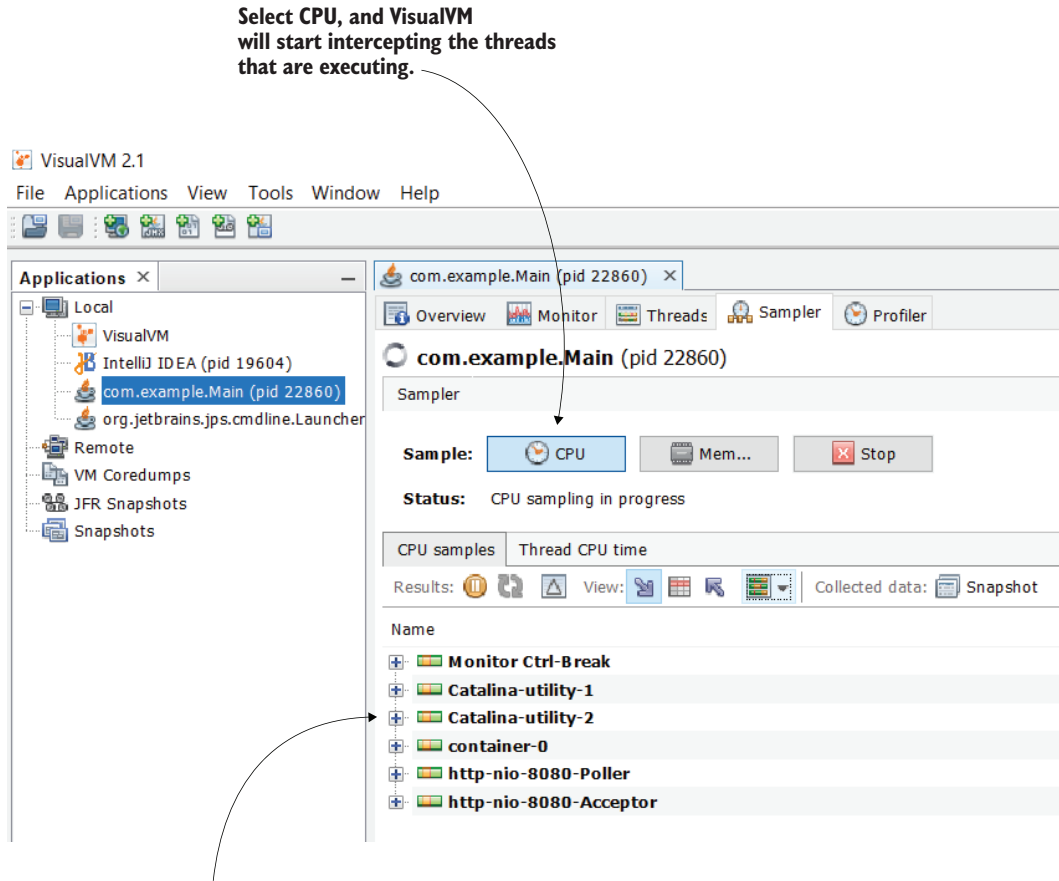 Select CPU, and VisualVM
will start intercepting the threads
that are executing.
VisualVM 2.1
File Applications View Tools Window Help
Applications ×
Local
VisualVM
IntelliJ IDEA (pid 19604)
com.example.Main (pid 22860)
org.jetbrains.jps.cmdline.Launcher
Remote
VM Coredumps
JFR Snapshots
Snapshots
com.example.Main (pid 22860) ×
Overview Monitor Threads Sampler Profiler
com.example.Main (pid 22860)
Sampler
Sample: CPU Mem... Stop
Status: CPU sampling in progress
CPU samples Thread CPU time
Results: View: Collected data: Snapshot
Name
Monitor Ctrl-Break
Catalina-utility-1
Catalina-utility-2
container-0
http-nio-8080-Poller
http-nio-8080-Acceptor